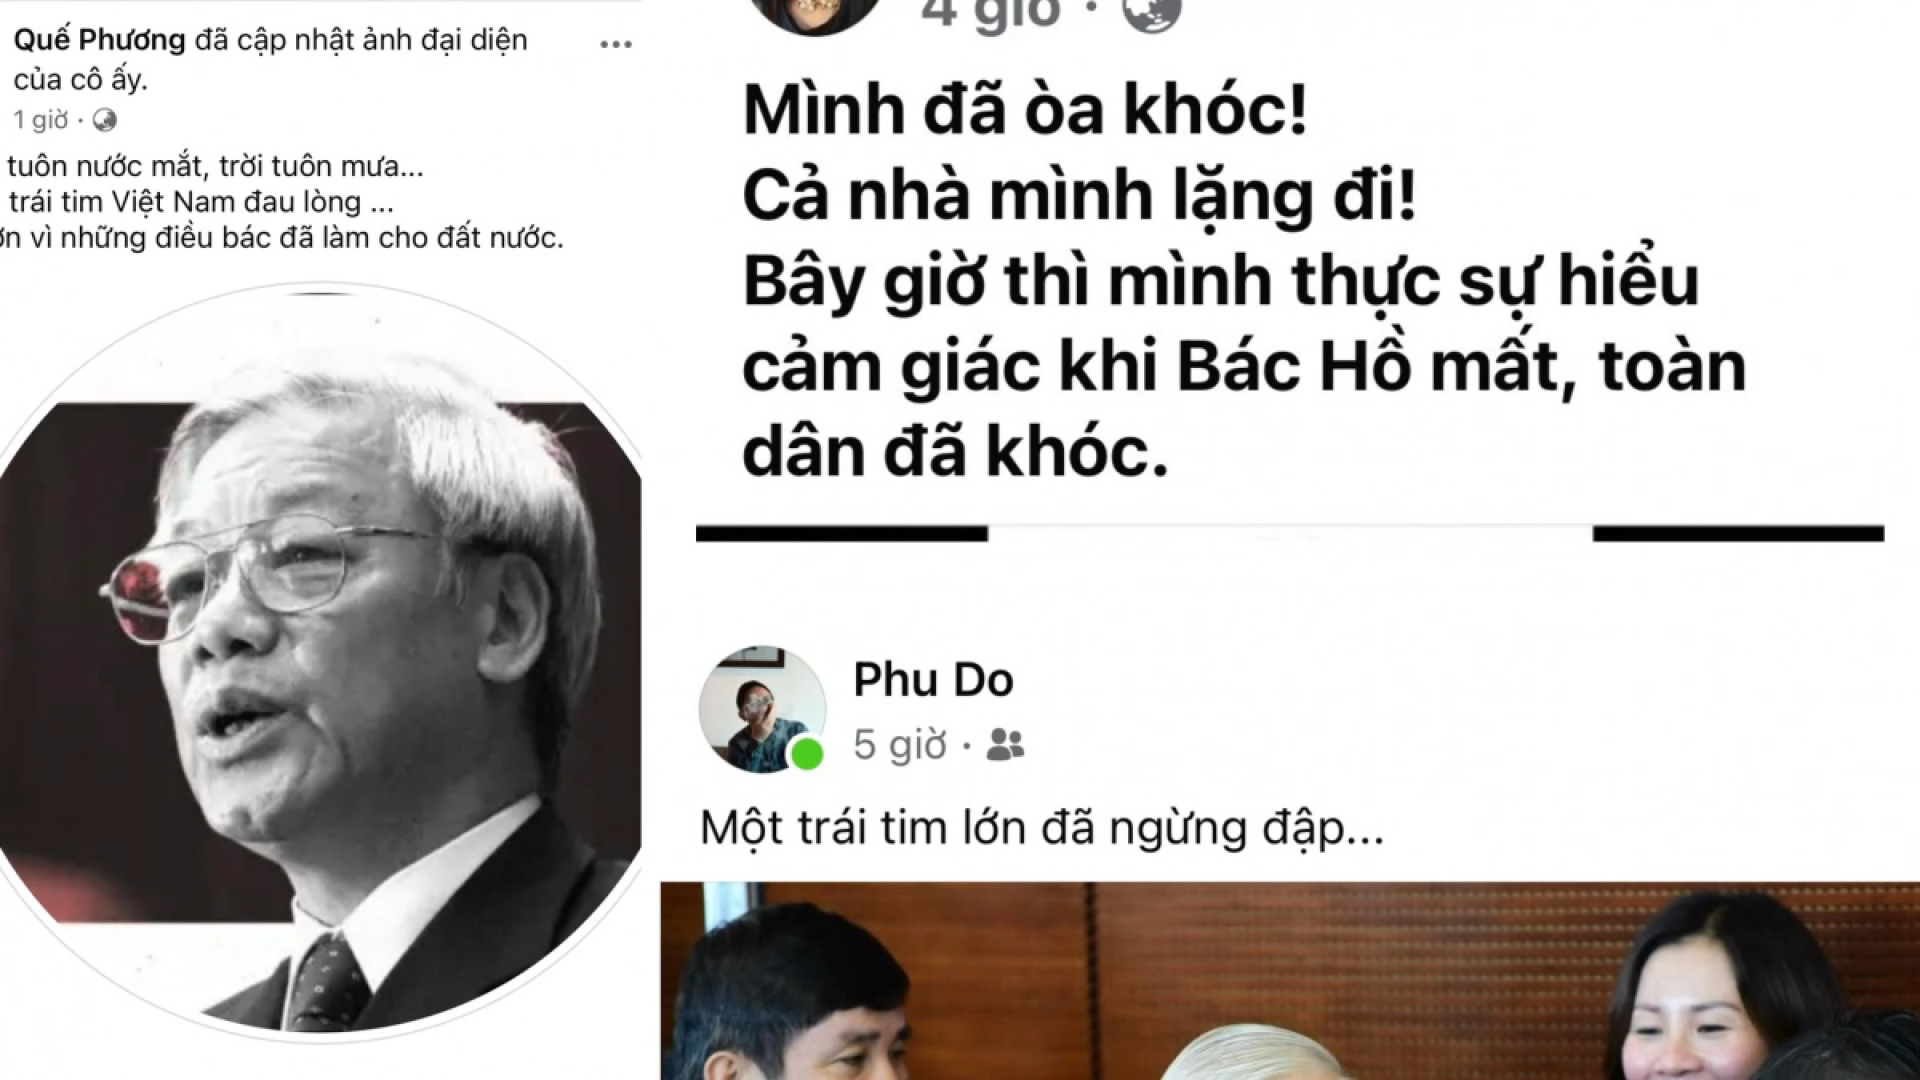 Quế Phương đã cập nhật ảnh đại diện
của cô ấy.
1 giờ ·
tuôn nước mắt, trời tuôn mưa...
trái tim Việt Nam đau lòng ...
vì những điều bác đã làm cho đất nước.
4 giờ ·
Mình đã òa khóc!
Cả nhà mình lặng đi!
Bây giờ thì mình thực sự hiểu
cảm giác khi Bác Hồ mất, toàn
dân đã khóc.
Phu Do
5 giờ ·
Một trái tim lớn đã ngừng đập...